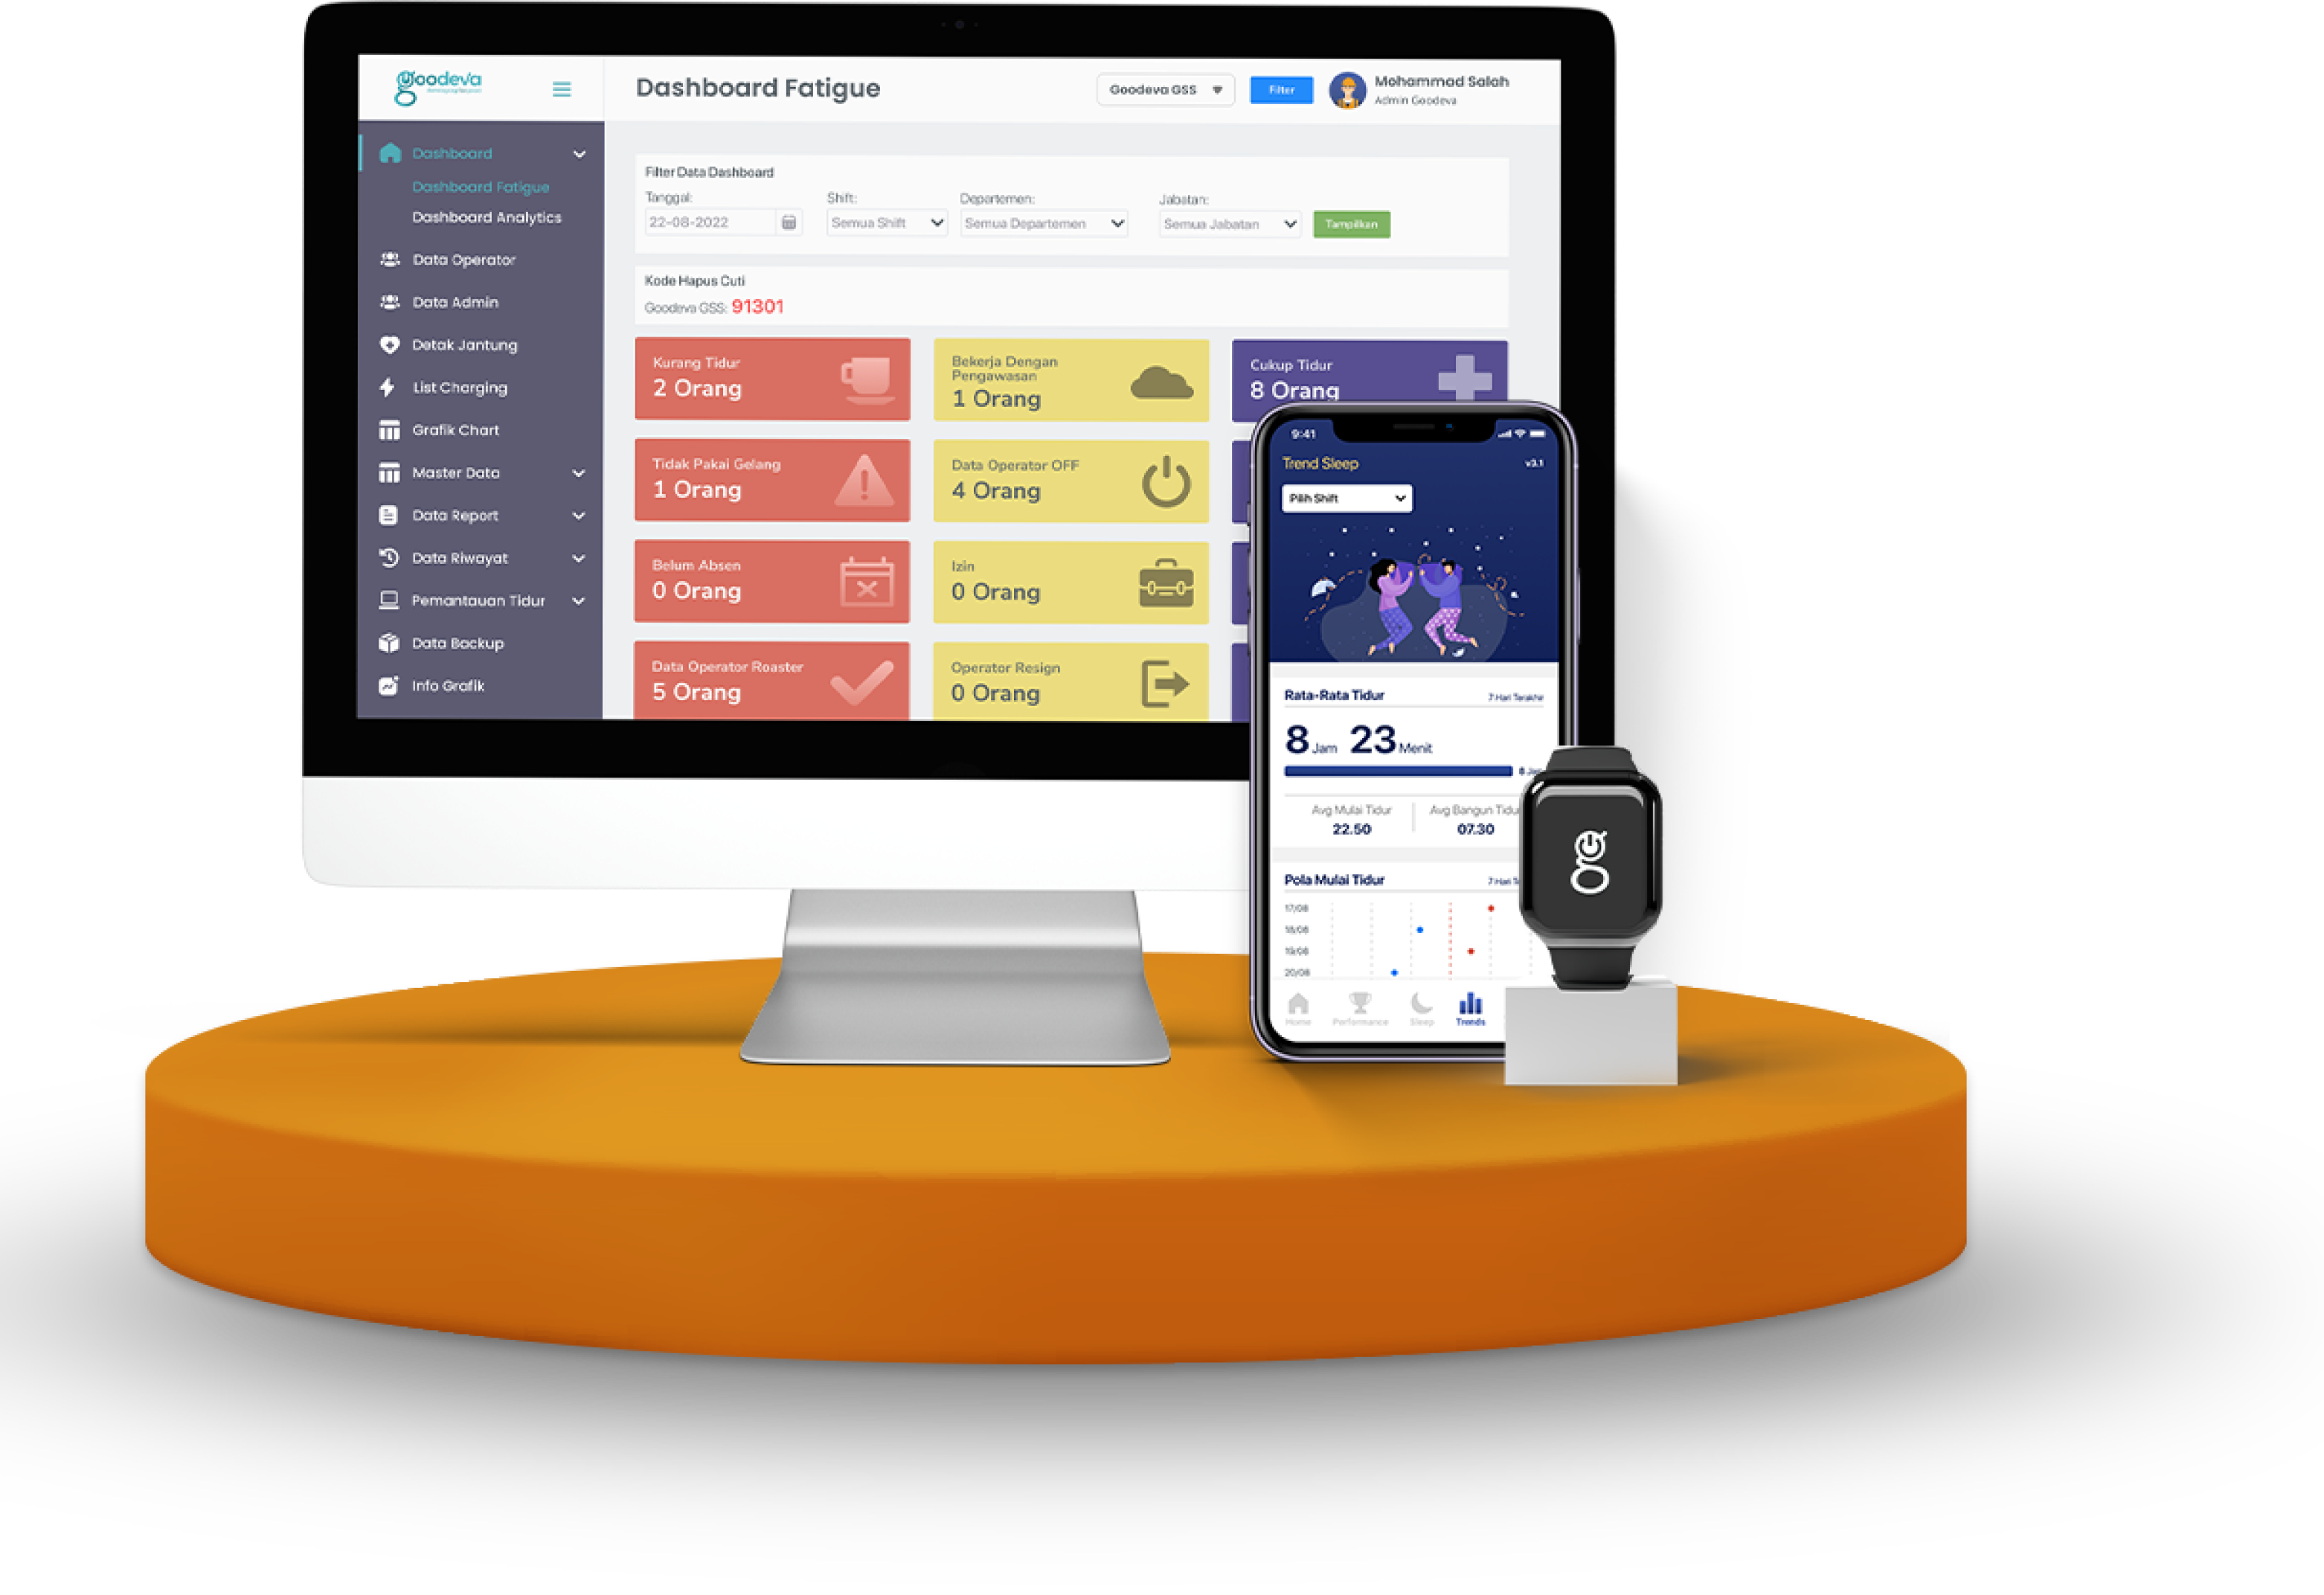 goodeva
Dashboard Fatigue
Goodeva GSS
Filter
Mohammad Salah
Admin Goodeva
Dashboard
Dashboard Fatigue
Dashboard Analytics
Data Operator
Data Admin
Detak Jantung
List Charging
Grafik Chart
Master Data
Data Report
Data Riwayat
Pemantauan Tidur
Data Backup
Info Grafik
Filter Data Dashboard
Tanggal: Shift: Departemen: Jabatan:
22-08-2022 Semua Shift Semua Departemen Semua Jabatan Tampilkan
Kode Hapus Cuti
Goodeva GSS: 91301
Kurang Tidur
2 Orang
Bekerja Dengan
Pengawasan
1 Orang
Cukup Tidur
8 Orang
Tidak Pakai Gelang
1 Orang
Data Operator OFF
4 Orang
Belum Absen
0 Orang
Izin
0 Orang
Data Operator Roaster
5 Orang
Operator Resign
0 Orang
9:41
Trend Sleep v3.1
Pilih Shift
Rata-Rata Tidur 7 Hari Terakhir
8 Jam 23 Menit
8 Jam
Avg Mulai Tidur Avg Bangun Tidu
22.50 07.30
Pola Mulai Tidur 7 Hari
17/08
18/08
19/08
20/08
Home Performance Sleep Trends